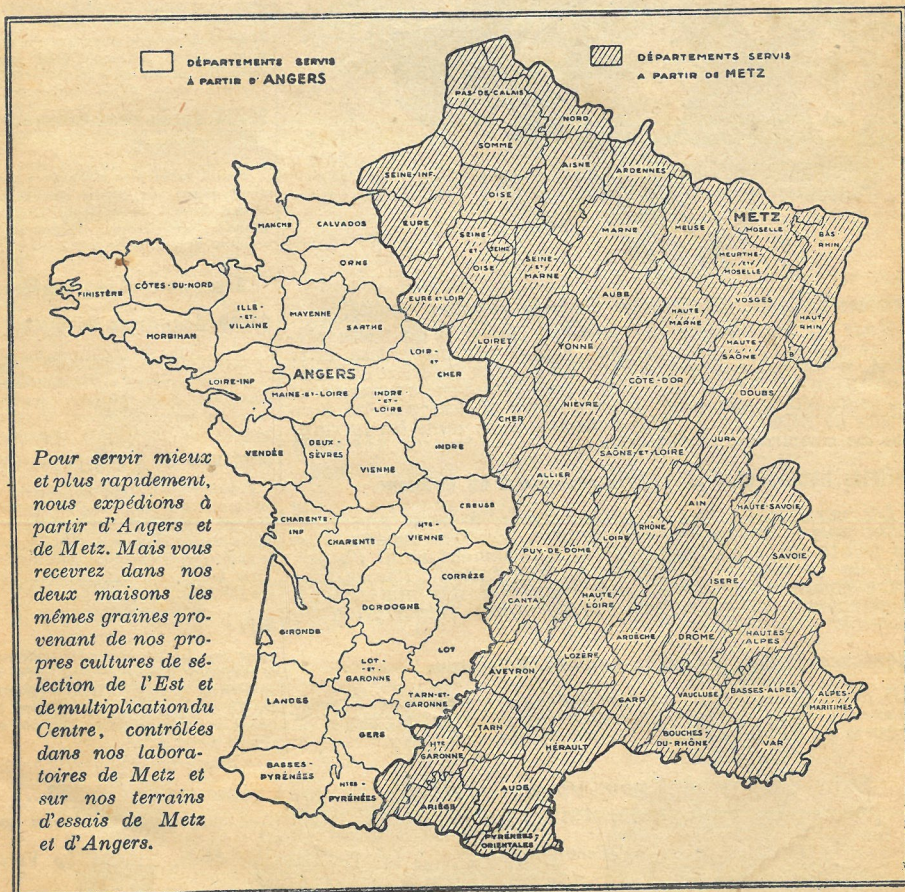 DÉPARTEMENTS SERVIS
À PARTIR D'ANGERS
DÉPARTEMENTS SERVIS
A PARTIR DE METZ
PAS-DE-CALAIS
NORD
SOMME
AISNE
ARDENNES
SEINE-INF.
OISE
EURE
SEINE-
-ET-
OISE
SEINE
SEINE-
-ET-
MARNE
MARNE
MEUSE
METZ
MOSELLE
MEURTHE-
-ET-
MOSELLE
BAS
RHIN
MANCHE
CALVADOS
ORNE
EURE ET LOIR
AUBE
HAUTE-
MARNE
VOSGES
HAUT-
RHIN
FINISTÈRE
CÔTES-DU-NORD
ILLE-
-ET-
VILAINE
MAYENNE
SARTHE
MORBIHAN
LOIR-
-ET-
CHER
LOIRET
YONNE
CÔTE-D'OR
HAUTE-
SAÔNE
B
DOUBS
LOIRE-INF
ANGERS
MAINE-ET-LOIRE
INDRE
-ET-
LOIRE
CHER
NIEVRE
SAÔNE-ET-LOIRE
JURA
VENDÉE
DEUX-
SÈVRES
VIENNE
INDRE
ALLIER
AIN
HAUTE-SAVOIE
CHARENTE-
INF
CHARENTE
HTE-
VIENNE
CREUSE
PUY-DE-DOME
LOIRE
RHÔNE
ISERE
SAVOIE
CORRÈZE
DORDOGNE
CANTAL
HAUTE-
LOIRE
ARDÈCHE
DROME
HAUTES-
ALPES
GIRONDE
LOT
-ET-
GARONNE
LOT
AVEYRON
LOZÈRE
GARD
VAUCLUSE
BASSES-ALPES
ALPES-
MARITIMES
LANDES
TARN-ET-
GARONNE
GERS
TARN
HTE
GARONNE
HÉRAULT
BOUCHES-
DU-RHÔNE
VAR
BASSES-
PYRÉNÉES
HTES-
PYRÉNÉES
ARIÈGE
AUDE
PYRÉNÉES-
ORIENTALES
Pour servir mieux
et plus rapidement,
nous expédions à
partir d'Angers et
de Metz. Mais vous
recevrez dans nos
deux maisons les
mêmes graines pro-
venant de nos pro-
pres cultures de sé-
lection de l'Est et
de multiplication du
Centre, contrôlées
dans nos labora-
toires de Metz et
sur nos terrains
d'essais de Metz
et d'Angers.